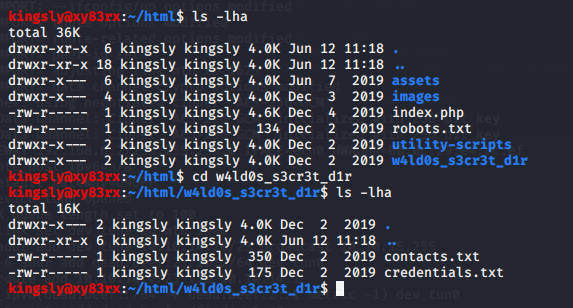 kingsly@xy83rx:~/html$ ls -lha
total 36K
drwxr-xr-x 6 kingsly kingsly 4.0K Jun 12 11:18 .
drwxr-xr-x 18 kingsly kingsly 4.0K Jun 12 11:18 ..
drwxr-x--- 6 kingsly kingsly 4.0K Jun 7 2019 assets
drwxr-x--- 4 kingsly kingsly 4.0K Dec 3 2019 images
-rw-r----- 1 kingsly kingsly 4.6K Dec 4 2019 index.php
-rw-r----- 1 kingsly kingsly 134 Dec 2 2019 robots.txt
drwxr-x--- 2 kingsly kingsly 4.0K Dec 2 2019 utility-scripts
drwxr-x--- 2 kingsly kingsly 4.0K Dec 2 2019 w4ld0s_s3cr3t_d1r
kingsly@xy83rx:~/html$ cd w4ld0s_s3cr3t_d1r
kingsly@xy83rx:~/html/w4ld0s_s3cr3t_d1r$ ls -lha
total 16K
drwxr-x--- 2 kingsly kingsly 4.0K Dec 2 2019 .
drwxr-xr-x 6 kingsly kingsly 4.0K Jun 12 11:18 ..
-rw-r----- 1 kingsly kingsly 350 Dec 2 2019 contacts.txt
-rw-r----- 1 kingsly kingsly 175 Dec 2 2019 credentials.txt
kingsly@xy83rx:~/html/w4ld0s_s3cr3t_d1r$